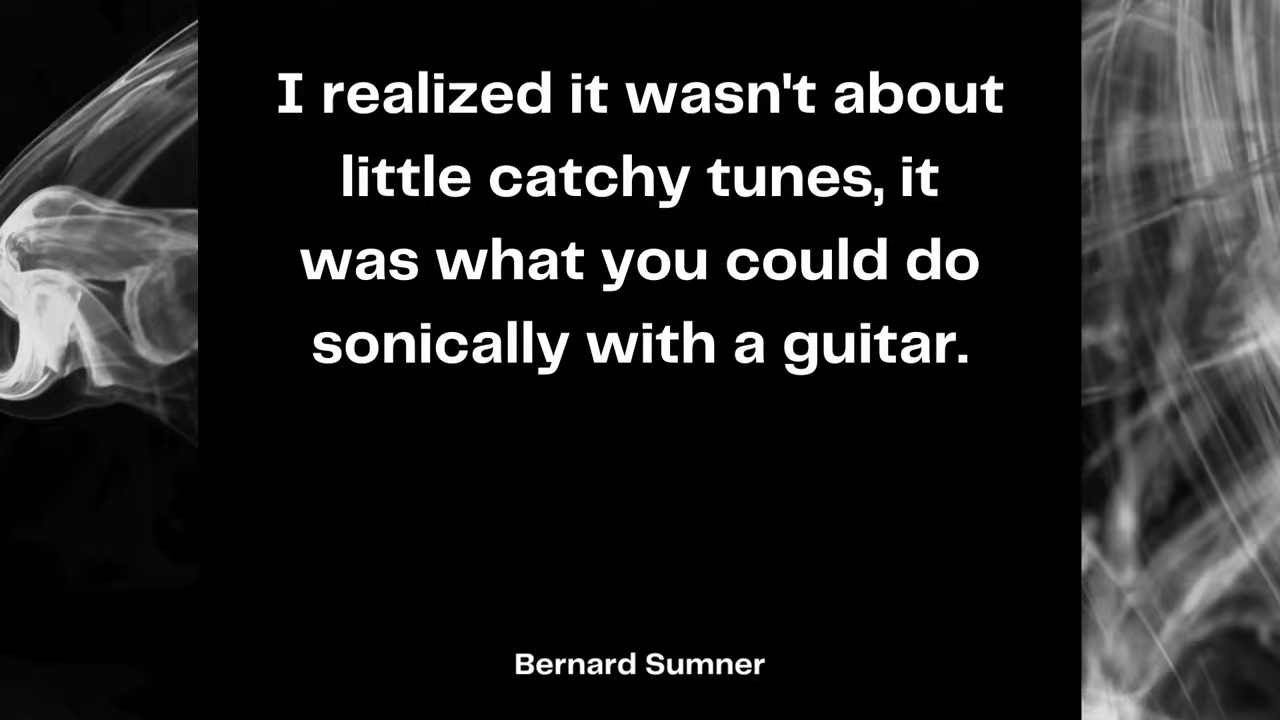 I realized it wasn't about
little catchy tunes, it
was what you could do
sonically with a guitar.
Bernard Sumner